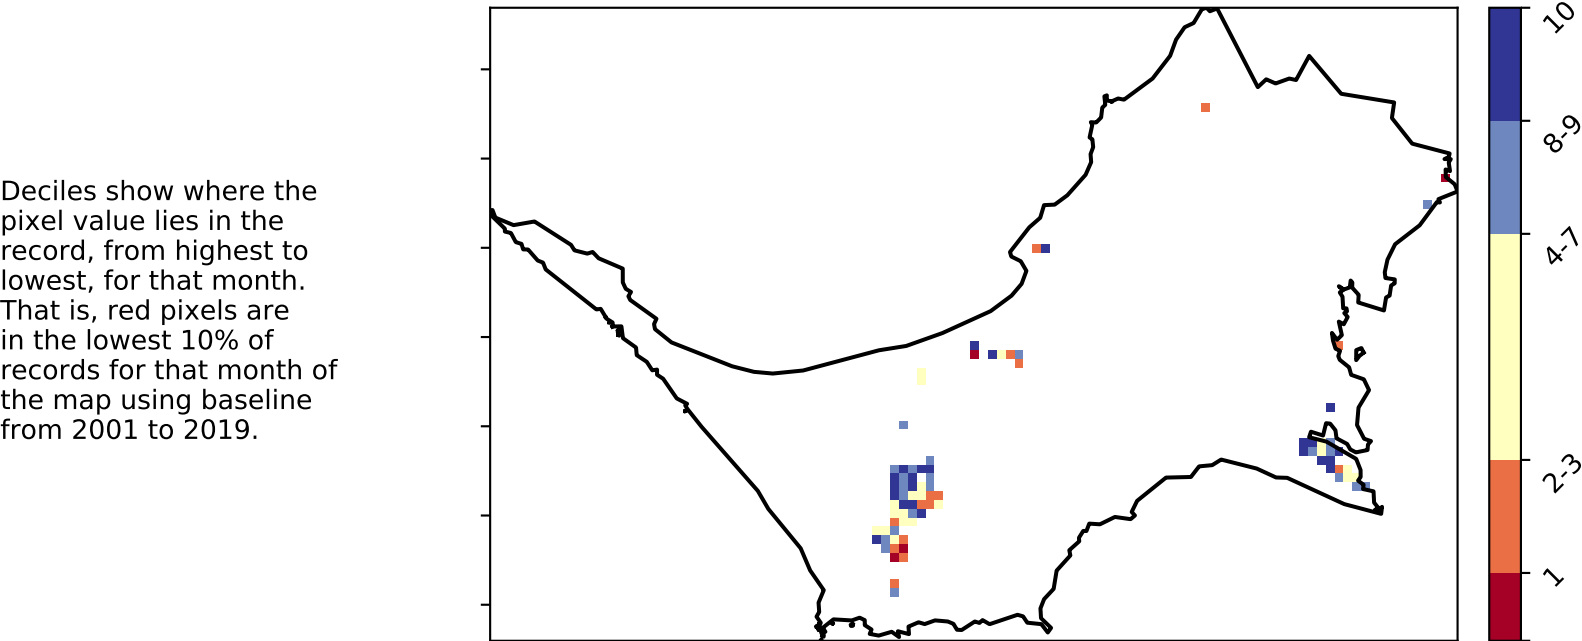 Deciles show where the
pixel value lies in the
record, from highest to
lowest, for that month.
That is, red pixels are
in the lowest 10% of
records for that month of
the map using baseline
from 2001 to 2019.
10
8-9
4-7
2-3
1